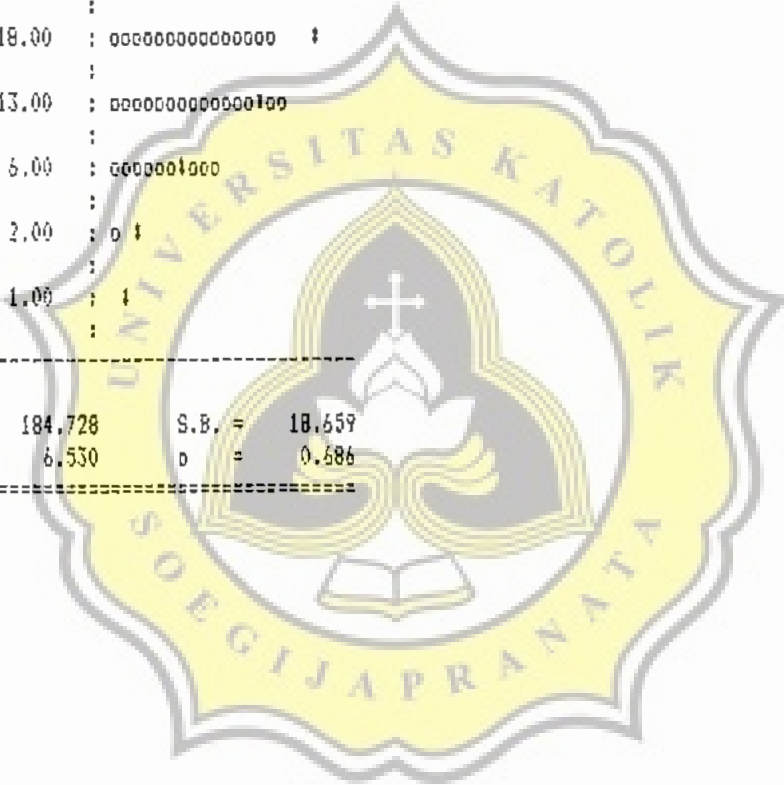 18.00 : oooooooooooooooo *
:
13.00 : oooooooooooooo*oo
:
6.00 : oooooo*ooo
:
2.00 : o *
:
1.00 : *
:
---------------------------
184.728 S.B. = 18.659
6.530 p = 0.686
===========================
UNIVERSITAS KATOLIK
SOEGIJAPRANATA